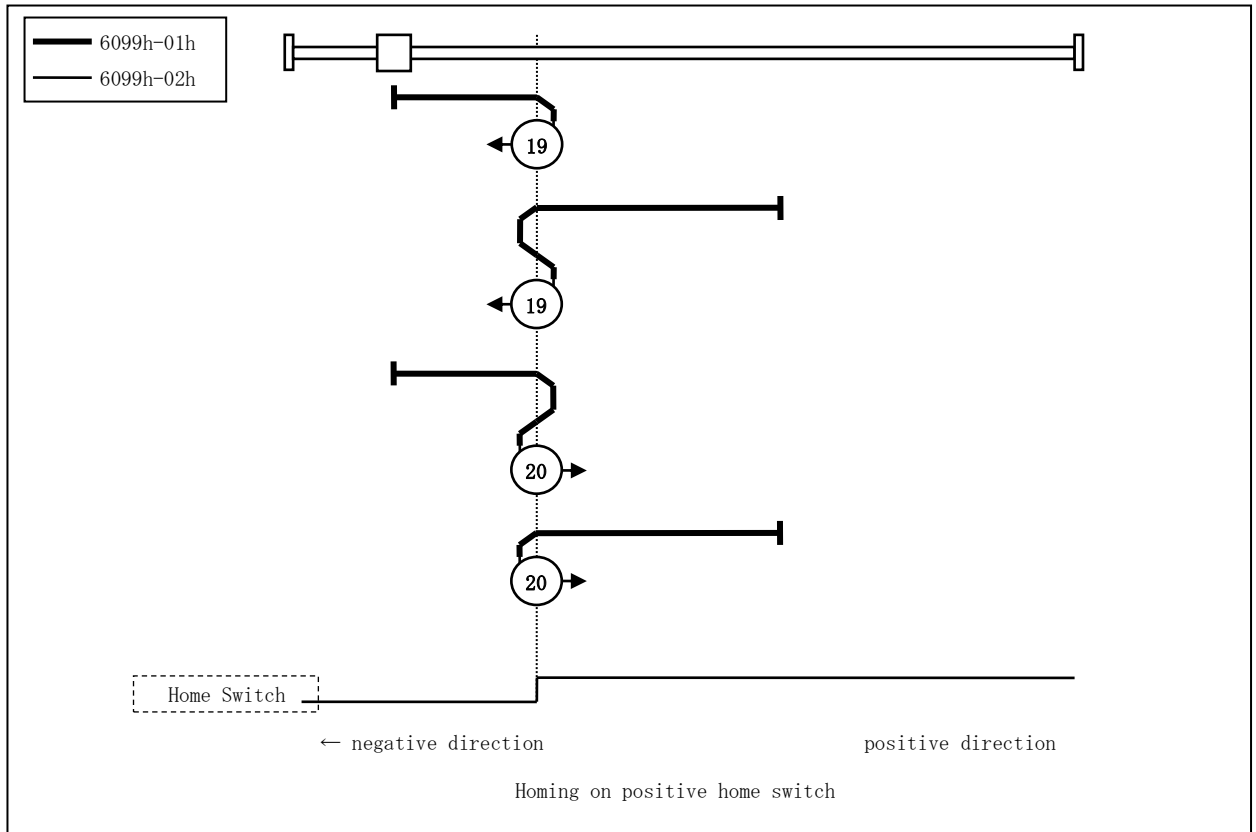 6099h-01h
6099h-02h
19
19
20
20
Home Switch
← negative direction
positive direction
Homing on positive home switch